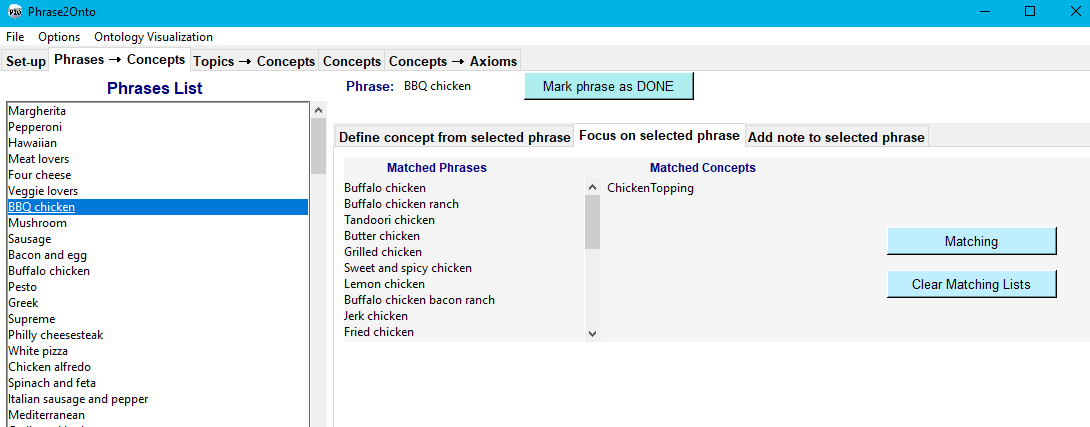 Phrase2Onto
File Options Ontology Visualization
Set-up Phrases → Concepts Topics → Concepts Concepts Concepts → Axioms
Phrases List
Margherita
Pepperoni
Hawaiian
Meat lovers
Four cheese
Veggie lovers
BBQ chicken
Mushroom
Sausage
Bacon and egg
Buffalo chicken
Pesto
Greek
Supreme
Philly cheesesteak
White pizza
Chicken alfredo
Spinach and feta
Italian sausage and pepper
Mediterranean
Phrase: BBQ chicken Mark phrase as DONE
Define concept from selected phrase Focus on selected phrase Add note to selected phrase
Matched Phrases
Buffalo chicken
Buffalo chicken ranch
Tandoori chicken
Butter chicken
Grilled chicken
Sweet and spicy chicken
Lemon chicken
Buffalo chicken bacon ranch
Jerk chicken
Fried chicken
Matched Concepts
ChickenTopping
Matching
Clear Matching Lists